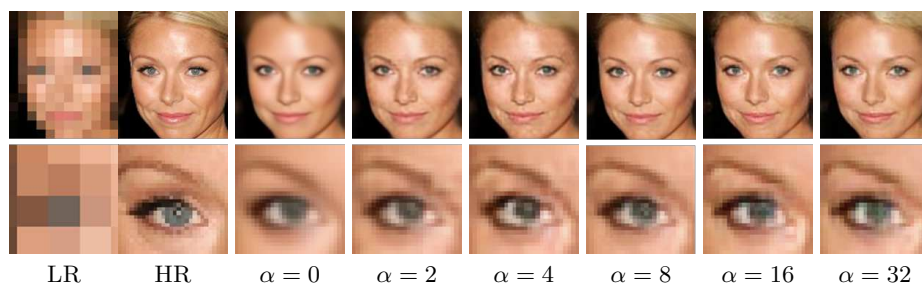 LR HR α = 0 α = 2 α = 4 α = 8 α = 16 α = 32